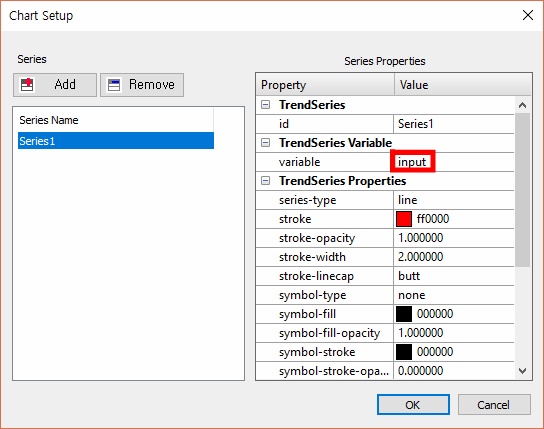 Chart Setup
Series
Add
Remove
Series Name
Series1
Series Properties
Property Value
TrendSeries
id Series1
TrendSeries Variable
variable input
TrendSeries Properties
series-type line
stroke ff0000
stroke-opacity 1.000000
stroke-width 2.000000
stroke-linecap butt
symbol-type none
symbol-fill 000000
symbol-fill-opacity 1.000000
symbol-stroke 000000
symbol-stroke-opa... 0.000000
OK
Cancel